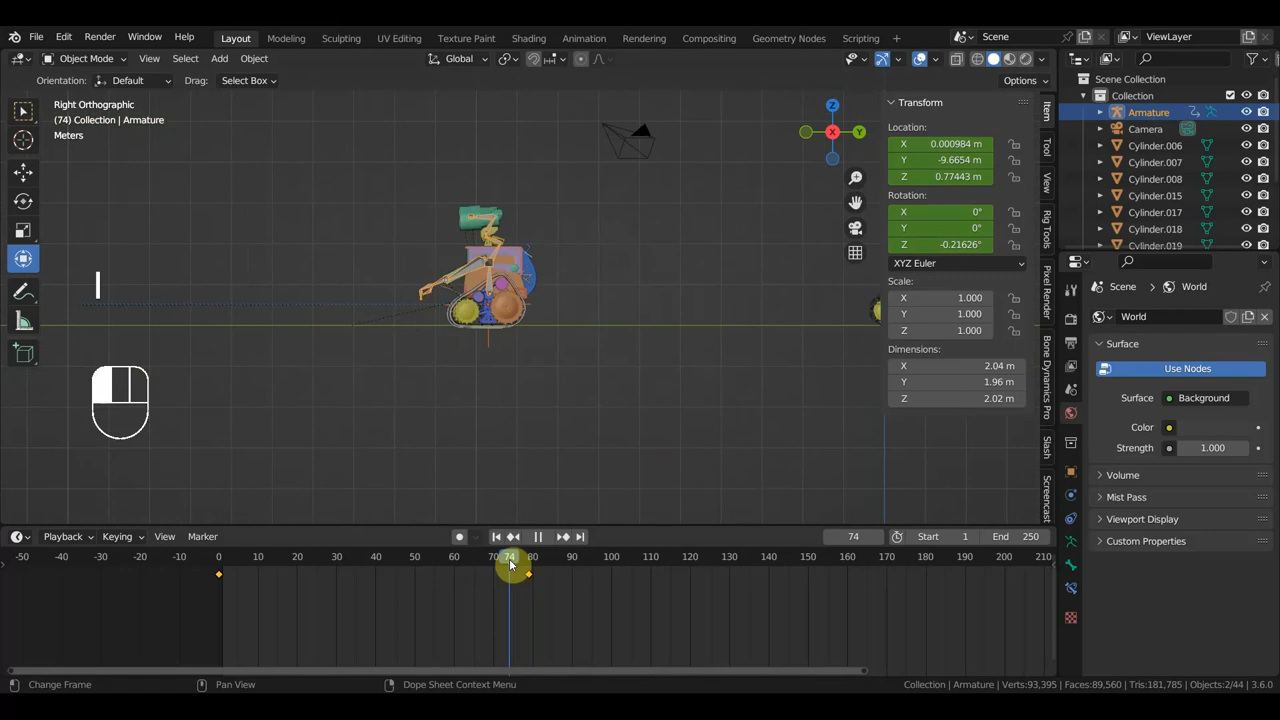 File Edit Render Window Help Layout Modeling Sculpting UV Editing Texture Paint Shading Animation Rendering Compositing Geometry Nodes Scripting + Scene ViewLayer
Object Mode View Select Add Object Global Scene Collection
Orientation: Default Drag: Select Box Options Collection
Right Orthographic Transform
(74) Collection | Armature Armature
Meters Location: Camera
X 0.000984 m Cylinder.006
Y -9.6654 m Cylinder.007
Z 0.77443 m Cylinder.008
Rotation: Cylinder.015
X 0° Cylinder.017
Y 0° Cylinder.018
Z -0.21626° Cylinder.019
XYZ Euler
Scale: Scene World
X 1.000
Y 1.000 World
Z 1.000
Dimensions: Surface
X 2.04 m Use Nodes
Y 1.96 m
Z 2.02 m Surface Background
Color
Strength 1.000
Volume
Mist Pass
Viewport Display
Custom Properties
Item
Tool
View
Rig Tools
Pixel Render
Bone Dynamics Pro
Slash
Screencast
X
Y
Z
I
Playback Keying View Marker 74 Start 1 End 250
-50 -40 -30 -20 -10 0 10 20 30 40 50 60 70 74 80 90 100 110 120 130 140 150 160 170 180 190 200 210
Change Frame Pan View Dope Sheet Context Menu Collection | Armature | Verts:93,395 | Faces:89,560 | Tris:181,785 | Objects:2/44 | 3.6.0